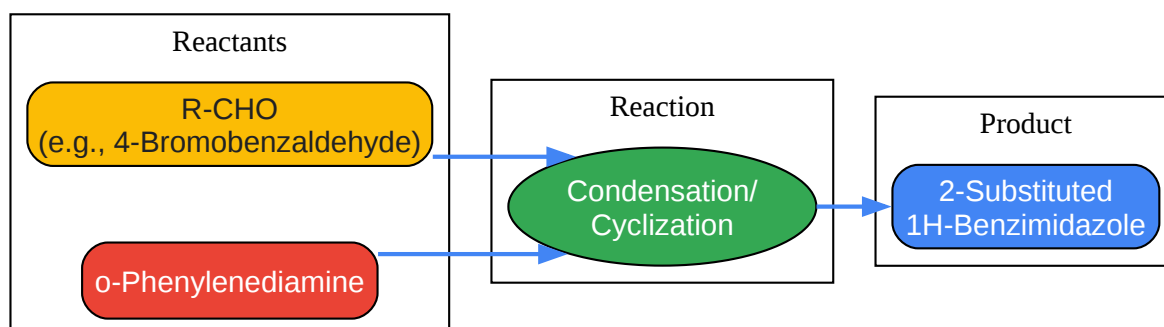 Reactants
R-CHO
(e.g., 4-Bromobenzaldehyde)
o-Phenylenediamine
Reaction
Condensation/
Cyclization
Product
2-Substituted
1H-Benzimidazole